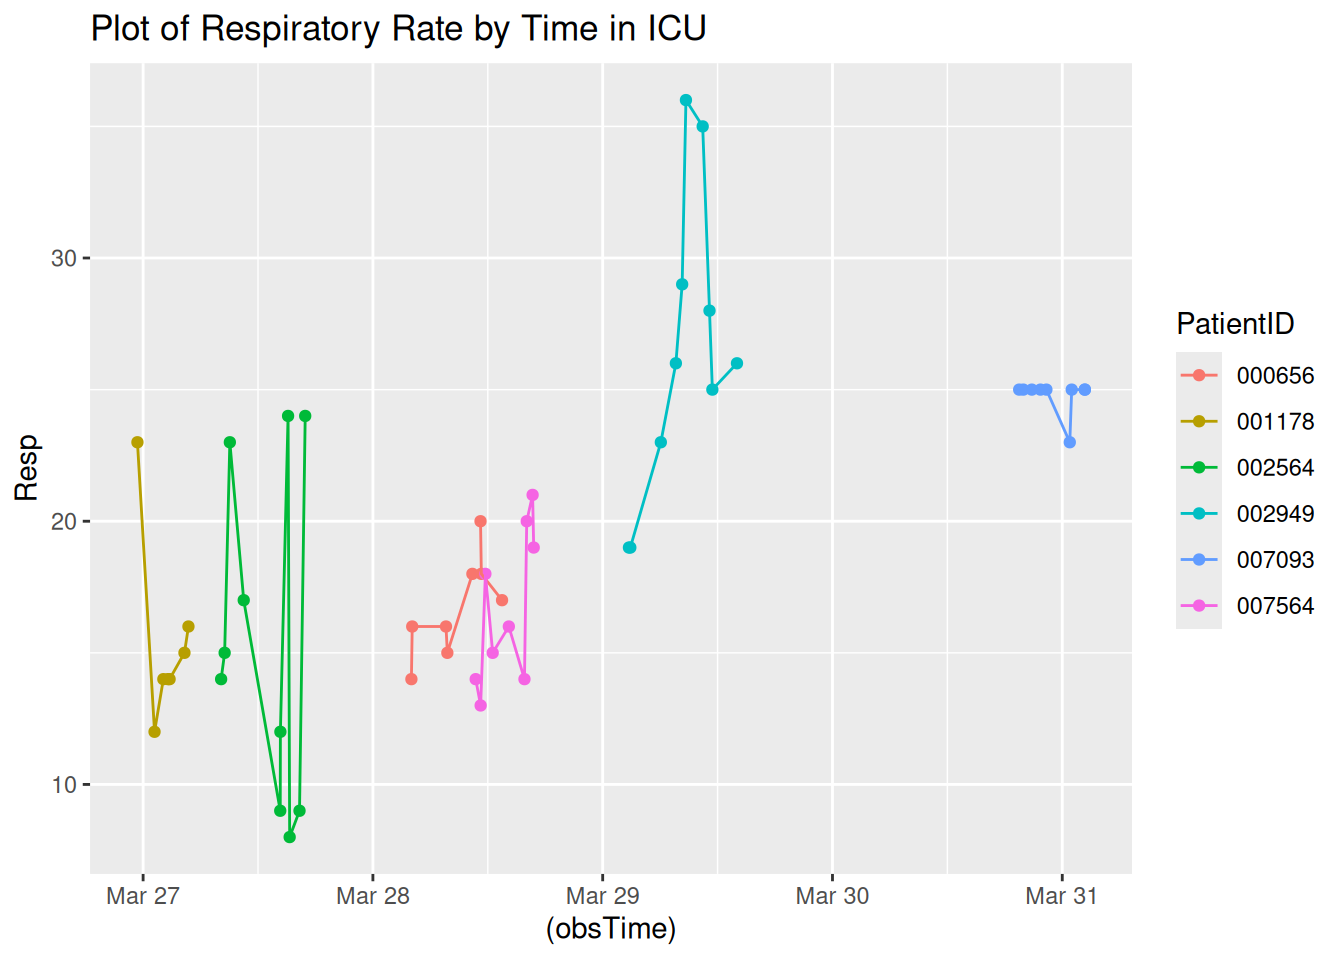 Plot of Respiratory Rate by Time in ICU
Resp
30
20
10
Mar 27 Mar 28 Mar 29 Mar 30 Mar 31
(obsTime)
PatientID
000656
001178
002564
002949
007093
007564